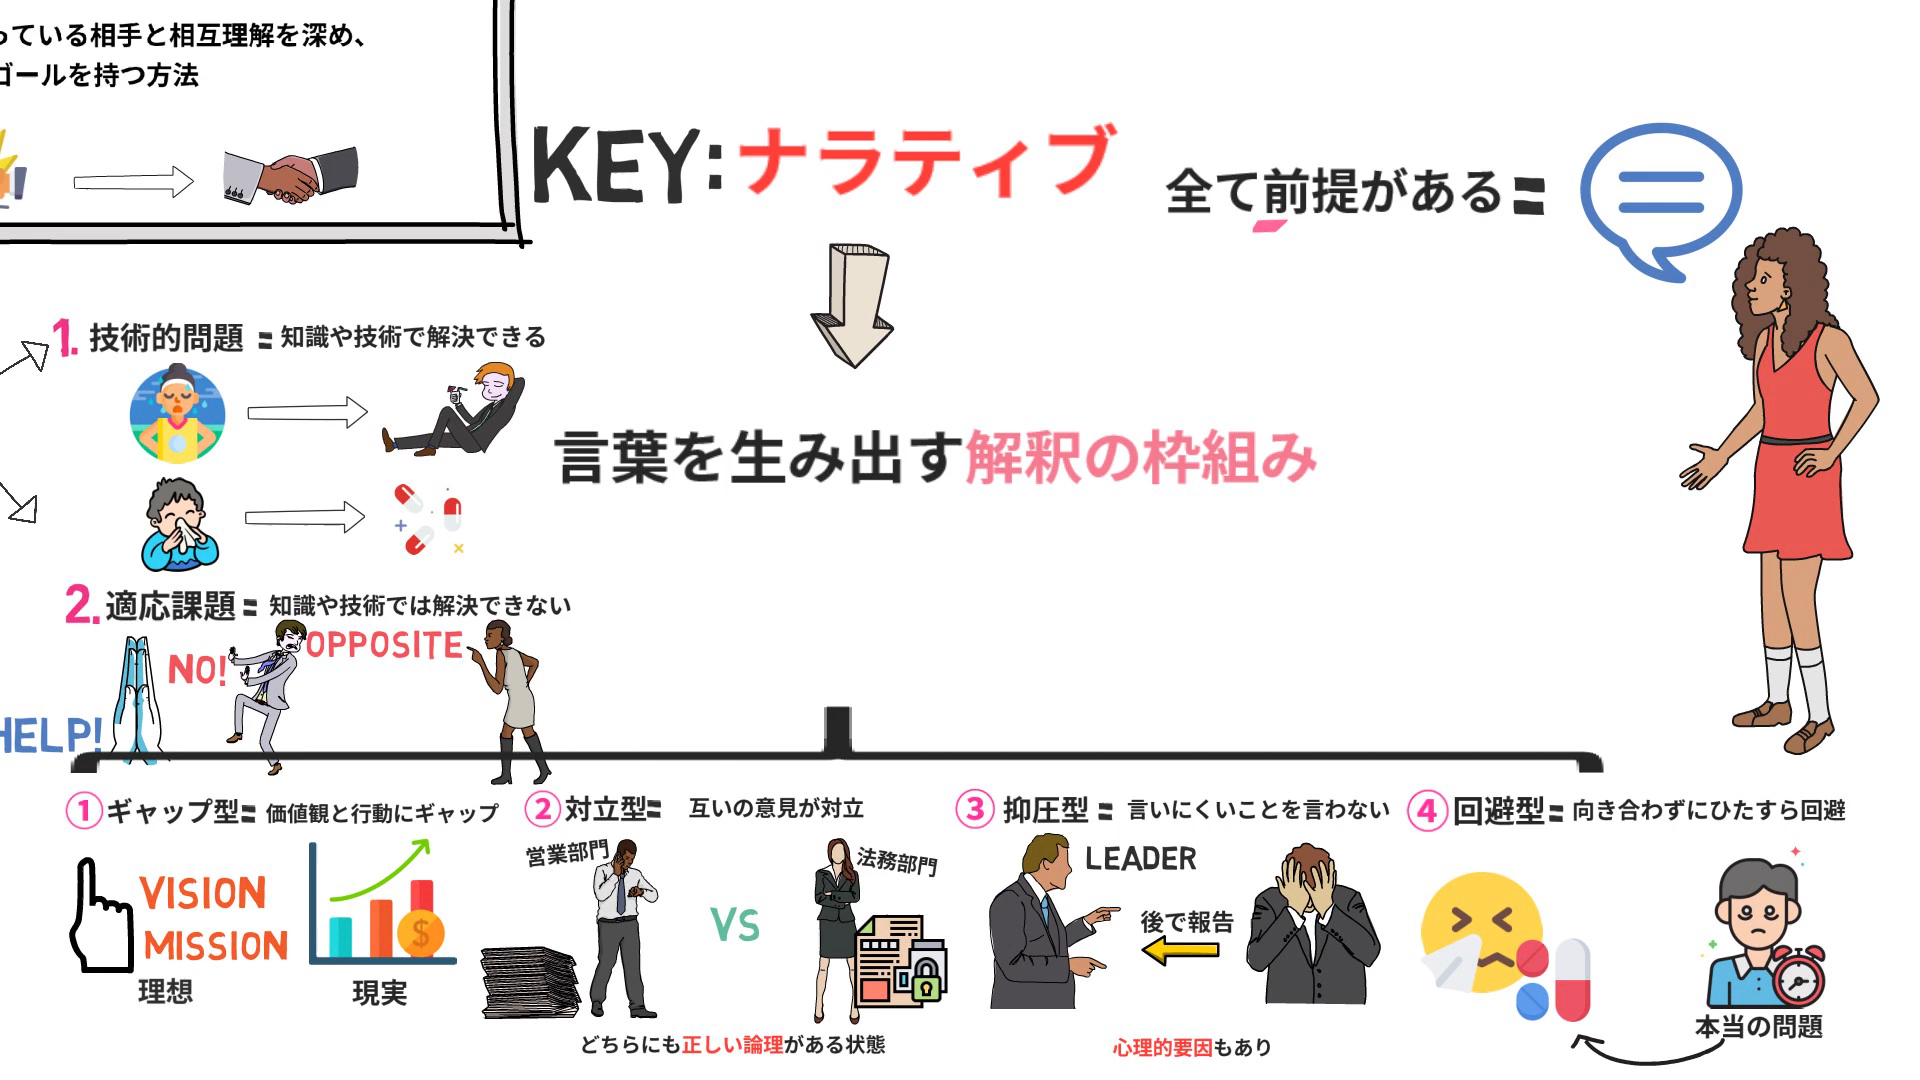 っている相手と相互理解を深め、
ゴールを持つ方法
KEY:ナラティブ
全て前提がある=
言葉を生み出す解釈の枠組み
1. 技術的問題 = 知識や技術で解決できる
2. 適応課題 = 知識や技術では解決できない
HELP!
NO!
OPPOSITE
① ギャップ型= 価値観と行動にギャップ
VISION
MISSION
理想
現実
② 対立型= 互いの意見が対立
営業部門
VS
法務部門
どちらにも正しい論理がある状態
③ 抑圧型 = 言いにくいことを言わない
LEADER
後で報告
心理的要因もあり
④ 回避型= 向き合わずにひたすら回避
本当の問題